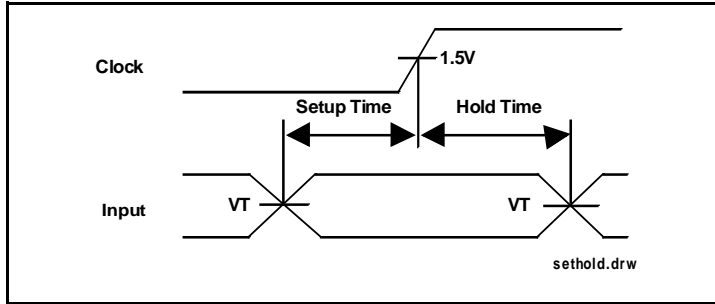 Clock
1.5V
Setup Time
Hold Time
Input
VT
VT
sethold.drw